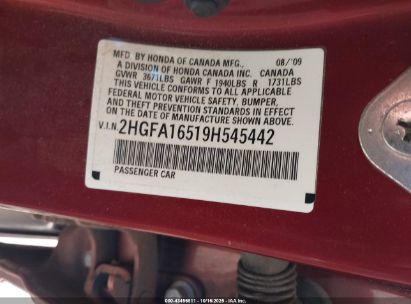 MFD BY HONDA OF CANADA MFG., 08/'09
A DIVISION OF HONDA CANADA INC. CANADA
GVWR 3671LBS GAWR F 1940LBS R 1731LBS
THIS VEHICLE CONFORMS TO ALL APPLICABLE
FEDERAL MOTOR VEHICLE SAFETY, BUMPER,
AND THEFT PREVENTION STANDARDS IN EFFECT
ON THE DATE OF MANUFACTURE SHOWN ABOVE.
V.I.N. 2HGFA16519H545442
PASSENGER CAR